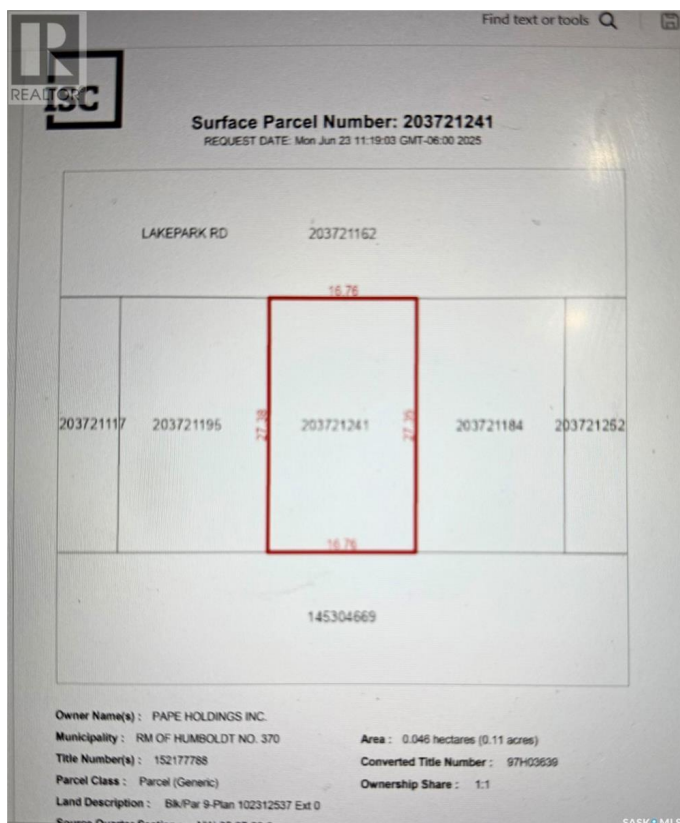 Find text or tools
REALTOR
ISC
Surface Parcel Number: 203721241
REQUEST DATE: Mon Jun 23 11:19:03 GMT-06:00 2025
LAKEPARK RD 203721162
16.76
203721117 203721195 27.38 203721241 27.35 203721184 203721252
16.76
145304669
Owner Name(s) : PAPE HOLDINGS INC.
Municipality : RM OF HUMBOLDT NO. 370 Area : 0.046 hectares (0.11 acres)
Title Number(s) : 152177788 Converted Title Number : 97H03639
Parcel Class : Parcel (Generic) Ownership Share : 1:1
Land Description : Blk/Par 9-Plan 102312537 Ext 0